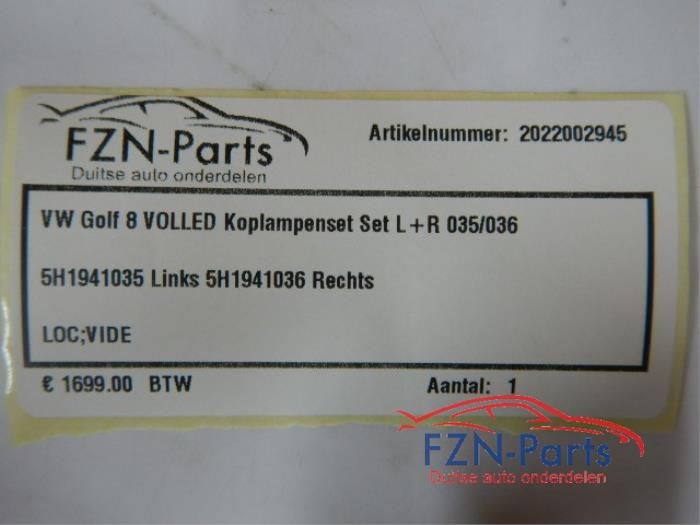 FZN-Parts
Duitse auto onderdelen
Artikelnummer: 2022002945
VW Golf 8 VOLLED Koplampenset Set L+R 035/036
5H1941035 Links 5H1941036 Rechts
LOC;VIDE
€ 1699.00 BTW
Aantal: 1
FZN-Parts
Duitse auto onderdelen